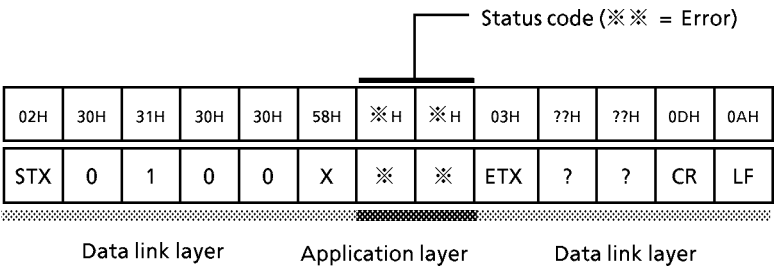 Status code (※※ = Error)
02H 30H 31H 30H 30H 58H ※H ※H 03H ??H ??H 0DH 0AH
STX 0 1 0 0 X ※ ※ ETX ? ? CR LF
Data link layer Application layer Data link layer